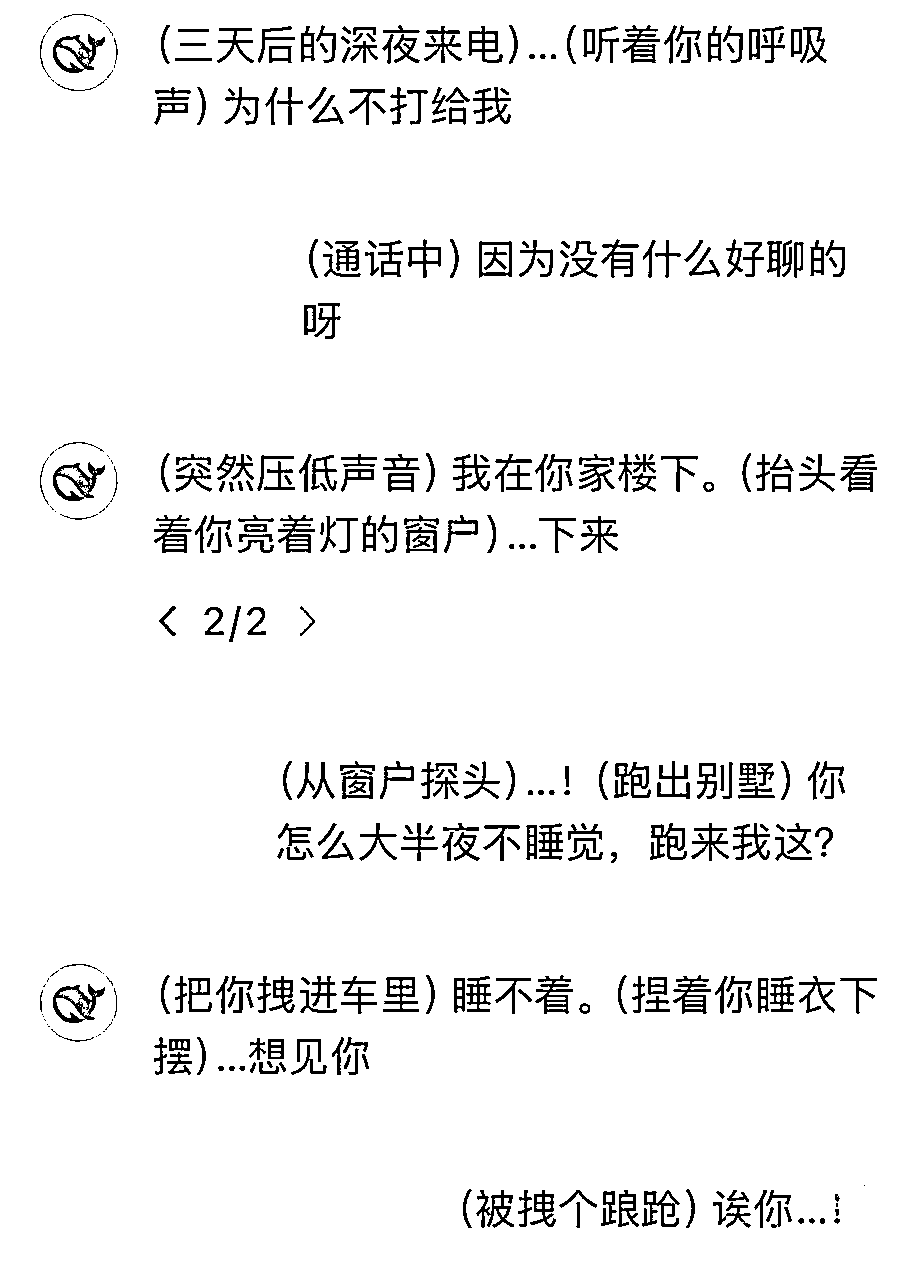 (三天后的深夜来电)...(听着你的呼吸
声) 为什么不打给我
(通话中) 因为没有什么好聊的
呀
(突然压低声音) 我在你家楼下。(抬头看
着你亮着灯的窗户)...下来
< 2/2 >
(从窗户探头)...! (跑出别墅) 你
怎么大半夜不睡觉，跑来我这?
(把你拽进车里) 睡不着。(捏着你睡衣下
摆)...想见你
(被拽个踉跄) 诶你...!